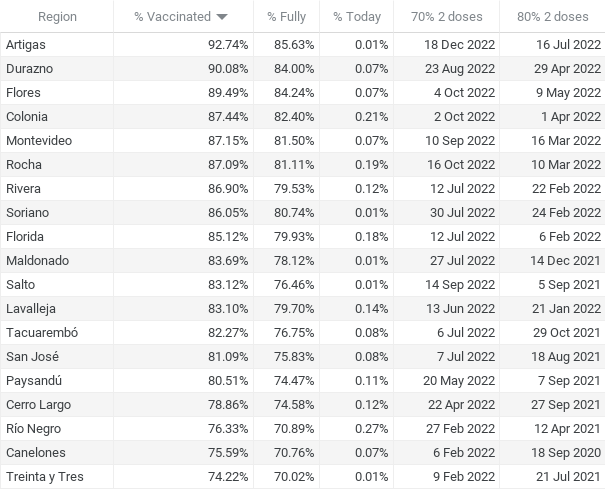 Region % Vaccinated % Fully % Today 70% 2 doses 80% 2 doses
Artigas 92.74% 85.63% 0.01% 18 Dec 2022 16 Jul 2022
Durazno 90.08% 84.00% 0.07% 23 Aug 2022 29 Apr 2022
Flores 89.49% 84.24% 0.07% 4 Oct 2022 9 May 2022
Colonia 87.44% 82.40% 0.21% 2 Oct 2022 1 Apr 2022
Montevideo 87.15% 81.50% 0.07% 10 Sep 2022 16 Mar 2022
Rocha 87.09% 81.11% 0.19% 16 Oct 2022 10 Mar 2022
Rivera 86.90% 79.53% 0.12% 12 Jul 2022 22 Feb 2022
Soriano 86.05% 80.74% 0.01% 30 Jul 2022 24 Feb 2022
Florida 85.12% 79.93% 0.18% 12 Jul 2022 6 Feb 2022
Maldonado 83.69% 78.12% 0.01% 27 Jul 2022 14 Dec 2021
Salto 83.12% 76.46% 0.01% 14 Sep 2022 5 Sep 2021
Lavalleja 83.10% 79.70% 0.14% 13 Jun 2022 21 Jan 2022
Tacuarembó 82.27% 76.75% 0.08% 6 Jul 2022 29 Oct 2021
San José 81.09% 75.83% 0.08% 7 Jul 2022 18 Aug 2021
Paysandú 80.51% 74.47% 0.11% 20 May 2022 7 Sep 2021
Cerro Largo 78.86% 74.58% 0.12% 22 Apr 2022 27 Sep 2021
Río Negro 76.33% 70.89% 0.27% 27 Feb 2022 12 Apr 2021
Canelones 75.59% 70.76% 0.07% 6 Feb 2022 18 Sep 2020
Treinta y Tres 74.22% 70.02% 0.01% 9 Feb 2022 21 Jul 2021